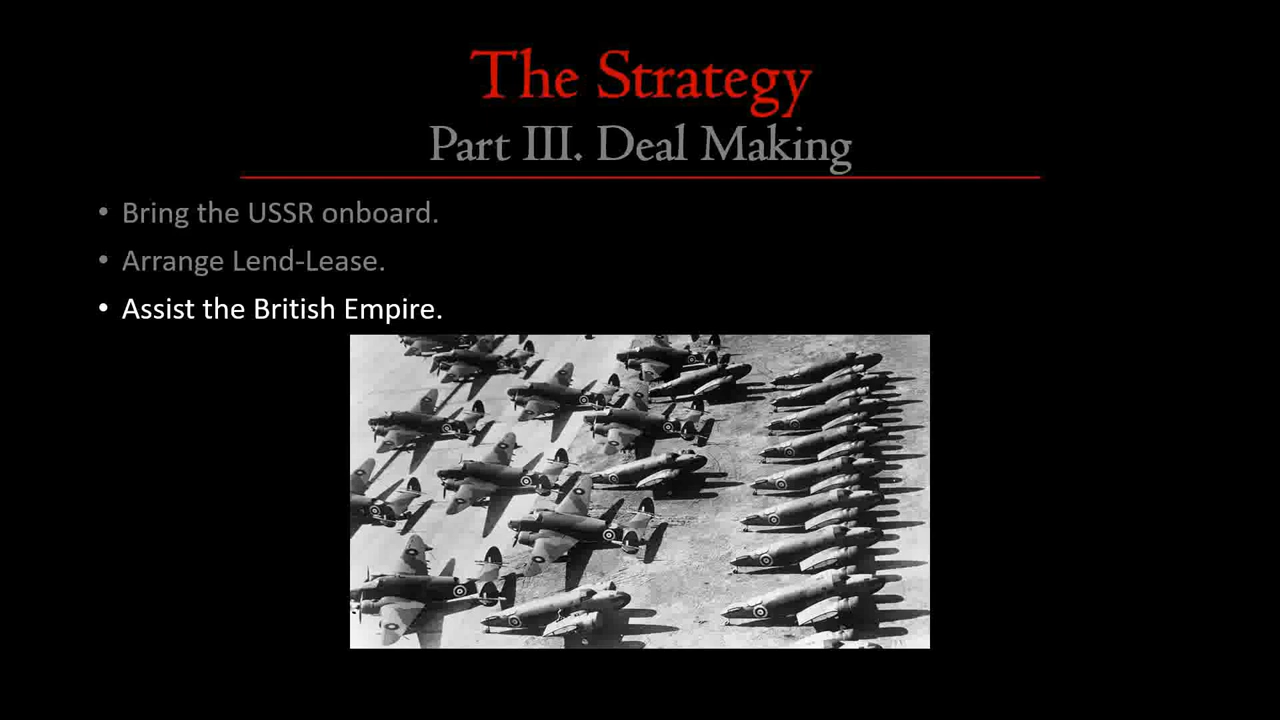 The Strategy
Part III. Deal Making
• Bring the USSR onboard.
• Arrange Lend-Lease.
• Assist the British Empire.